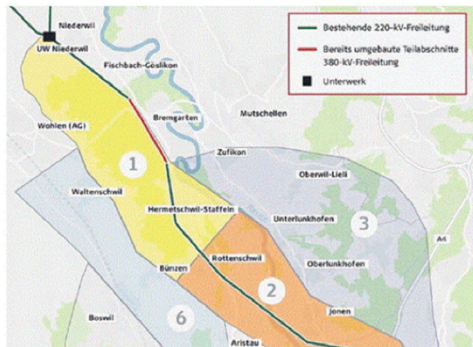 Niederwil
UW Niederwil
Bestehende 220-kV-Freileitung
Bereits umgebaute Teilabschnitte
380-kV-Freileitung
Unterwerk
Fischbach-Göslikon
Bremgarten
Mutschellen
Wohlen (AG)
Zufikon
1
Oberwil-Lieli
Waltenschwil
Hermetschwil-Staffeln
Unterlunkhofen
3
A4
Rottenschwil
Oberlunkhofen
Bünzen
2
Jonen
Boswil
6
Aristau